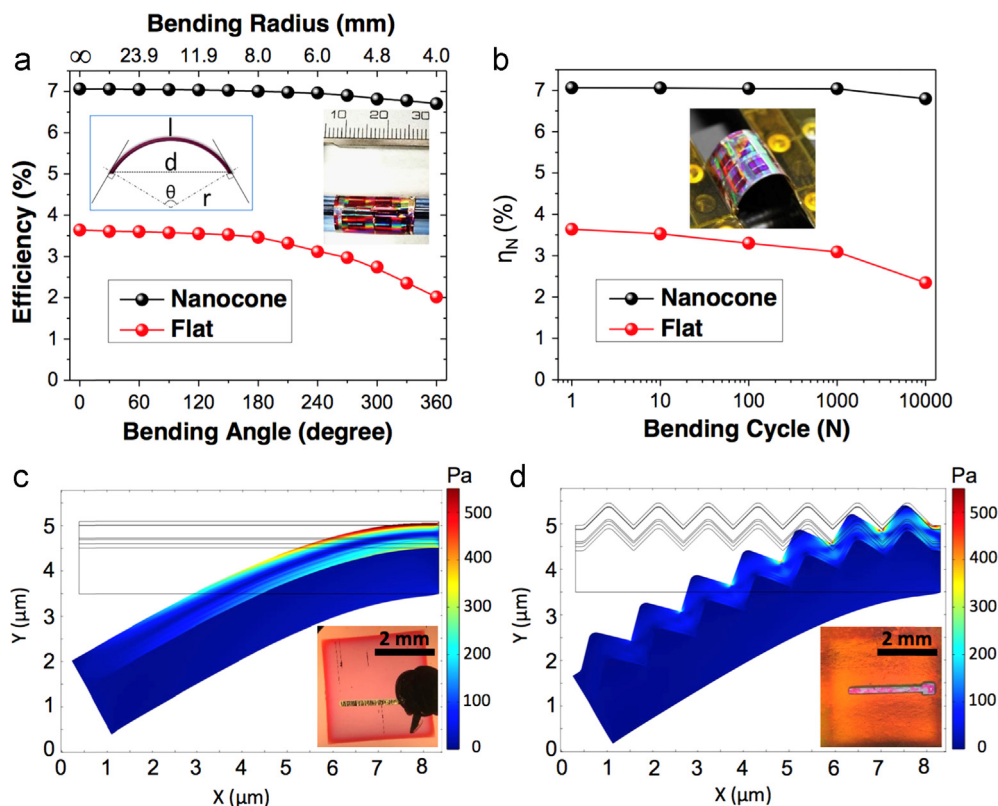 Bending Radius (mm)
a
∞ 23.9 11.9 8.0 6.0 4.8 4.0
7
6
5
4
3
2
1
0
Efficiency (%)
l
d
θ
r
10 20 30
Nanocone
Flat
0 60 120 180 240 300 360
Bending Angle (degree)
b
7
6
5
4
3
2
1
0
ηN (%)
Nanocone
Flat
1 10 100 1000 10000
Bending Cycle (N)
c
Pa
5
4
3
2
1
0
Y (µm)
500
400
300
200
100
0
2 mm
0 1 2 3 4 5 6 7 8
X (µm)
d
Pa
5
4
3
2
1
0
Y (µm)
500
400
300
200
100
0
2 mm
0 1 2 3 4 5 6 7 8
X (µm)